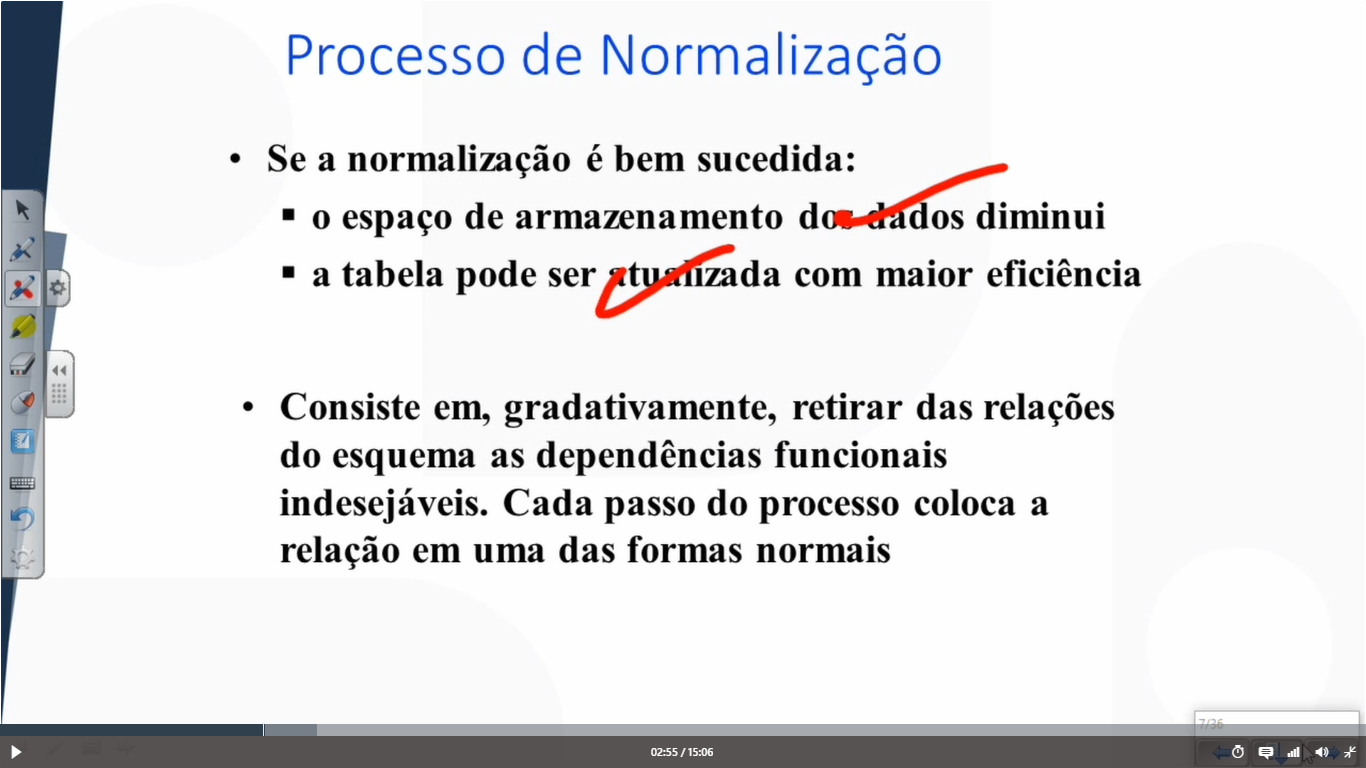 Processo de Normalização
• Se a normalização é bem sucedida:
▪ o espaço de armazenamento dos dados diminui
▪ a tabela pode ser atualizada com maior eficiência
• Consiste em, gradativamente, retirar das relações
do esquema as dependências funcionais
indesejáveis. Cada passo do processo coloca a
relação em uma das formas normais
7/36
02:55 / 15:06